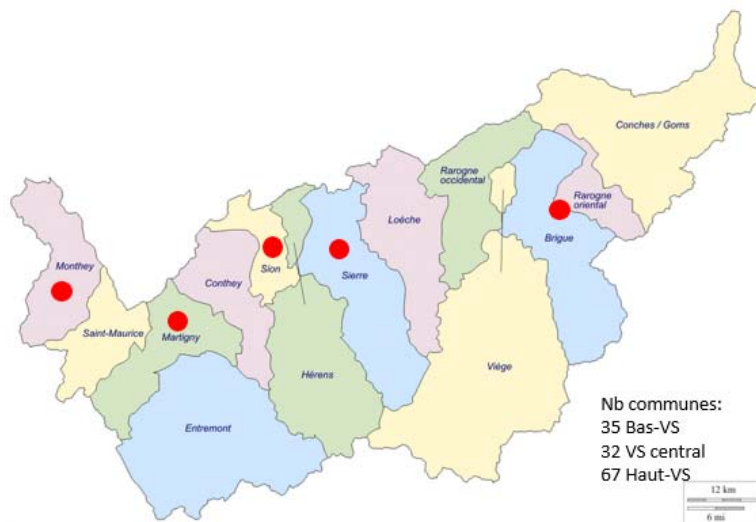 Conches / Goms
Rarogne
occidental
Rarogne
oriental
Loèche
Brigue
Monthey
Sion
Sierre
Conthey
Saint-Maurice
Martigny
Hérens
Viége
Entremont
Nb communes:
35 Bas-VS
32 VS central
67 Haut-VS
12 km
6 mi